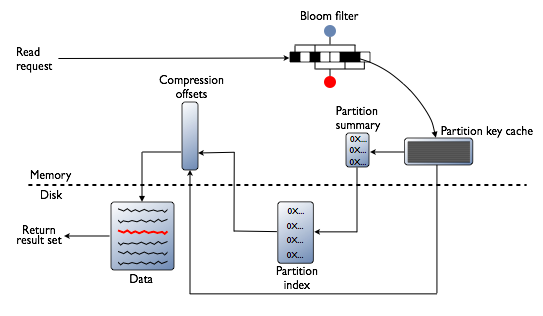 Bloom filter
Read
request
Compression
offsets
Partition
summary
0X...
0X...
0X...
Partition key cache
Memory
Disk
Return
result set
Data
0X...
0X...
0X...
0X...
Partition
index